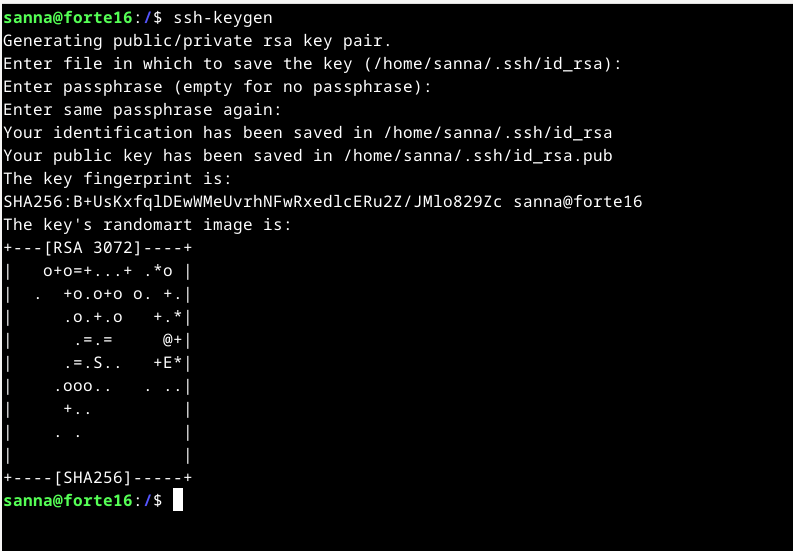 sanna@forte16:/$ ssh-keygen
Generating public/private rsa key pair.
Enter file in which to save the key (/home/sanna/.ssh/id_rsa):
Enter passphrase (empty for no passphrase):
Enter same passphrase again:
Your identification has been saved in /home/sanna/.ssh/id_rsa
Your public key has been saved in /home/sanna/.ssh/id_rsa.pub
The key fingerprint is:
SHA256:B+UsKxfqlDEwWMeUvrhNFwRxedlcERu2Z/JMlo829Zc sanna@forte16
The key's randomart image is:
+---[RSA 3072]----+
|   o+o=+...+ .*o |
|  .  +o.o+o o. +.|
|     .o.+.o   +.*|
|      .=.=     @+|
|     .=.S..   +E*|
|    .ooo..   . ..|
|     +..         |
|    . .          |
|                 |
+----[SHA256]-----+
sanna@forte16:/$